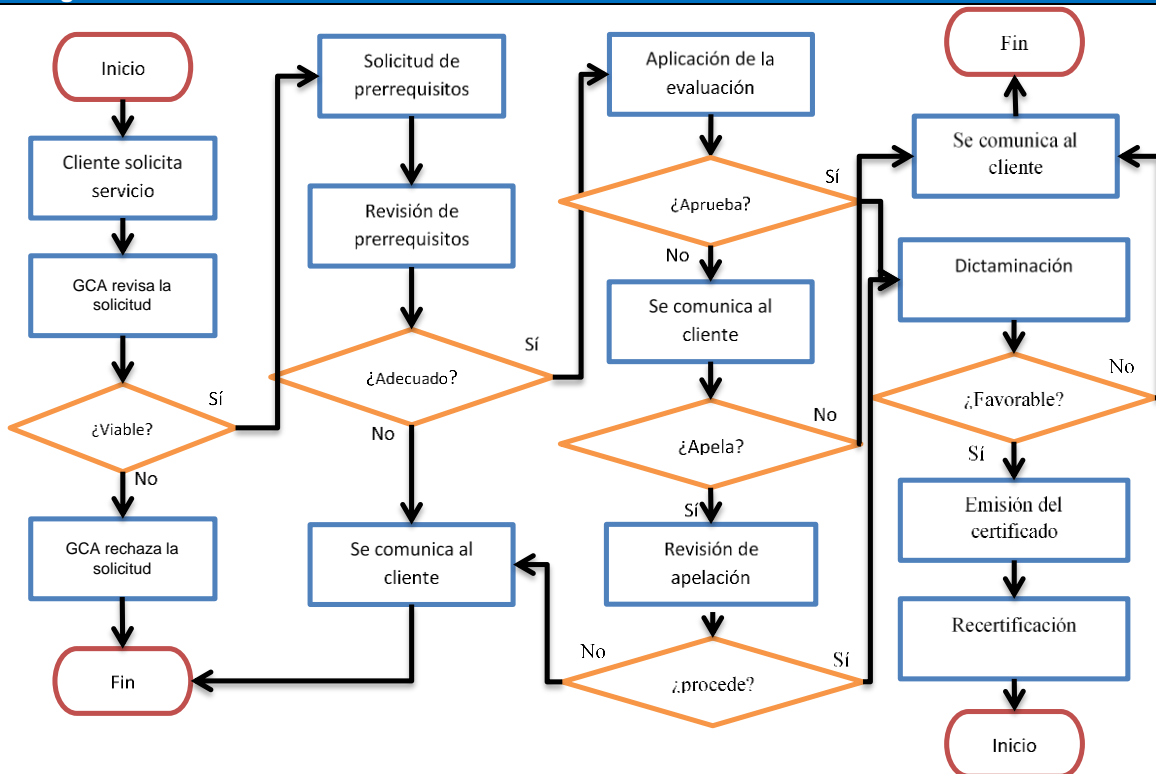 Inicio
Cliente solicita
servicio
GCA revisa la
solicitud
¿Viable?
Sí
No
GCA rechaza la
solicitud
Fin
Solicitud de
prerrequisitos
Revisión de
prerrequisitos
¿Adecuado?
Sí
No
Se comunica al
cliente
Aplicación de la
evaluación
¿Aprueba?
Sí
No
Se comunica al
cliente
¿Apela?
No
Sí
Revisión de
apelación
¿procede?
No
Sí
Fin
Se comunica al
cliente
Dictaminación
¿Favorable?
No
Sí
Emisión del
certificado
Recertificación
Inicio